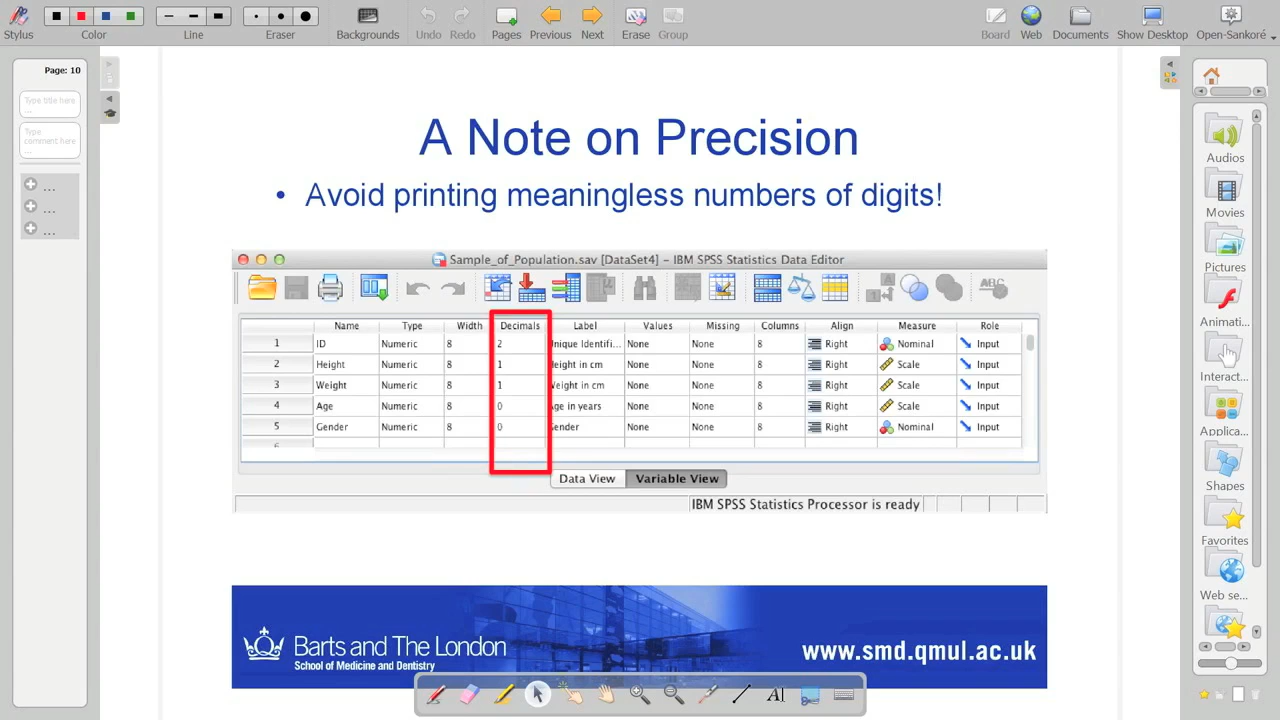 Stylus
Color
Line
Eraser
Backgrounds
Undo
Redo
Pages
Previous
Next
Erase
Group
Board
Web
Documents
Show Desktop
Open-Sankoré
Page: 10
Type title here
...
Type
comment here
...
...
...
...
A Note on Precision
• Avoid printing meaningless numbers of digits!
Sample_of_Population.sav [DataSet4] – IBM SPSS Statistics Data Editor
ABC
Name Type Width Decimals Label Values Missing Columns Align Measure Role
1 ID Numeric 8 2 Unique Identifi... None None 8 Right Nominal Input
2 Height Numeric 8 1 Height in cm None None 8 Right Scale Input
3 Weight Numeric 8 1 Weight in cm None None 8 Right Scale Input
4 Age Numeric 8 0 Age in years None None 8 Right Scale Input
5 Gender Numeric 8 0 Gender None None 8 Right Nominal Input
Data View Variable View
IBM SPSS Statistics Processor is ready
Barts and The London
School of Medicine and Dentistry
www.smd.qmul.ac.uk
Audios
Movies
Pictures
Animati...
Interact...
Applica...
Shapes
Favorites
Web se...